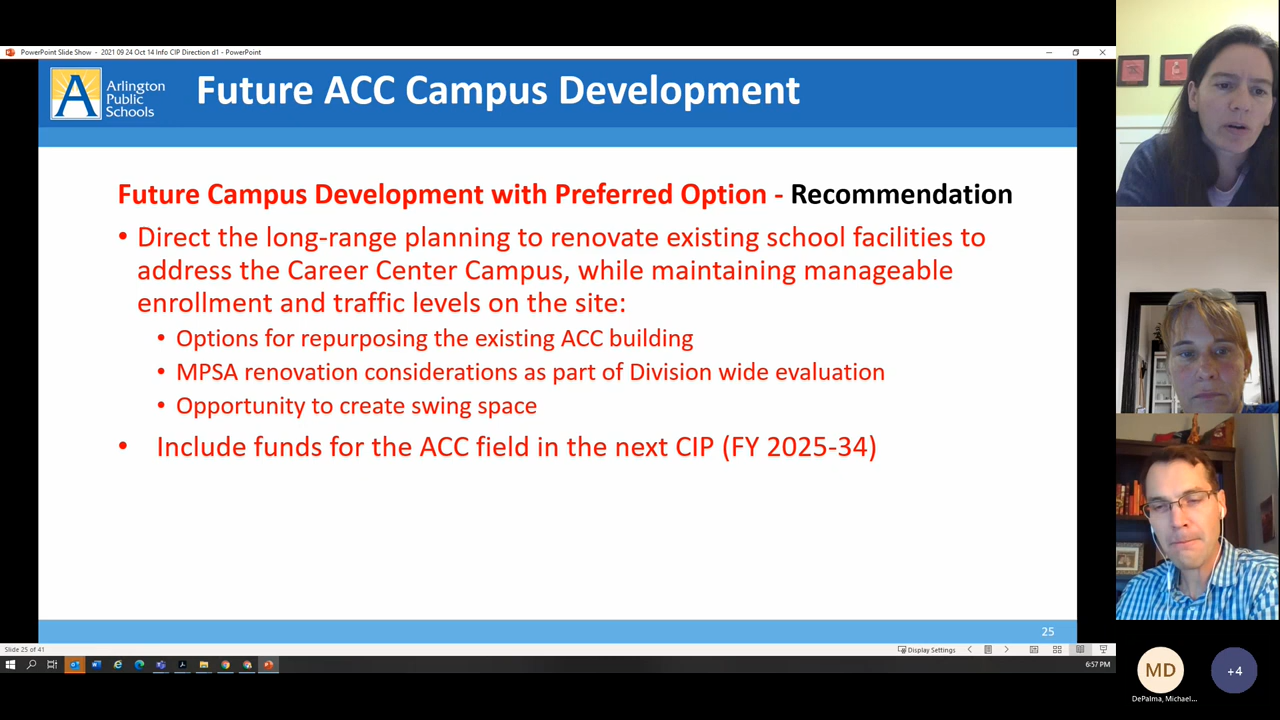 PowerPoint Slide Show - 2021 09 24 Oct 14 Info CIP Direction d1 - PowerPoint
Arlington
Public
Schools
Future ACC Campus Development
Future Campus Development with Preferred Option - Recommendation
• Direct the long-range planning to renovate existing school facilities to
address the Career Center Campus, while maintaining manageable
enrollment and traffic levels on the site:
• Options for repurposing the existing ACC building
• MPSA renovation considerations as part of Division wide evaluation
• Opportunity to create swing space
• Include funds for the ACC field in the next CIP (FY 2025-34)
25
Slide 25 of 41
Display Settings
6:57 PM
MD
+4
DePalma, Michael...